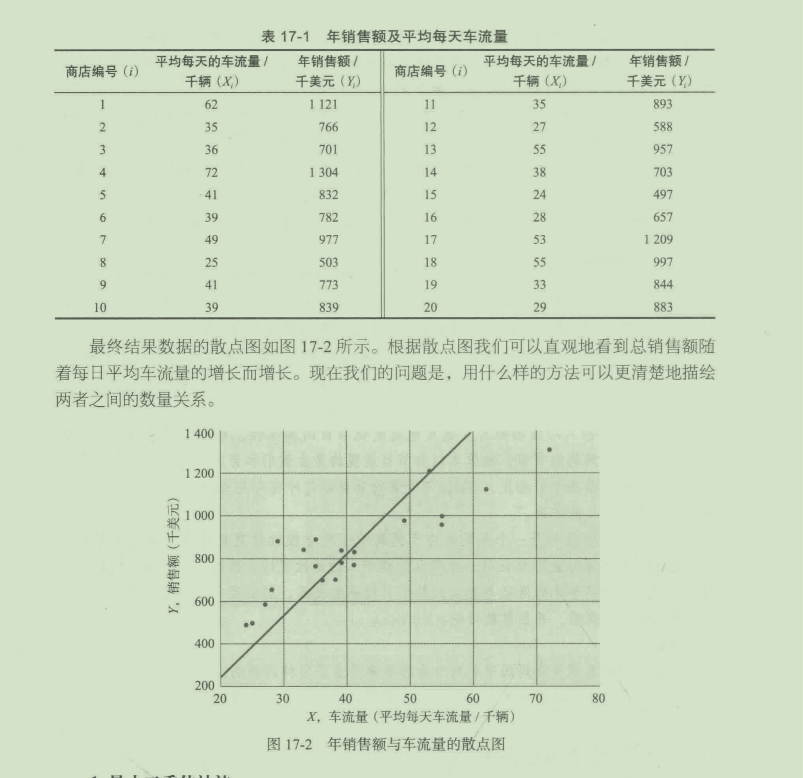 表 17-1 年销售额及平均每天车流量
商店编号（i） 平均每天的车流量 / 千辆（Xᵢ） 年销售额 / 千美元（Yᵢ） 商店编号（i） 平均每天的车流量 / 千辆（Xᵢ） 年销售额 / 千美元（Yᵢ）
1 62 1 121 11 35 893
2 35 766 12 27 588
3 36 701 13 55 957
4 72 1 304 14 38 703
5 41 832 15 24 497
6 39 782 16 28 657
7 49 977 17 53 1 209
8 25 503 18 55 997
9 41 773 19 33 844
10 39 839 20 29 883
最终结果数据的散点图如图 17-2 所示。根据散点图我们可以直观地看到总销售额随
着每日平均车流量的增长而增长。现在我们的问题是，用什么样的方法可以更清楚地描绘
两者之间的数量关系。
1 400
1 200
1 000
800
600
400
200
Y，销售额（千美元）
20 30 40 50 60 70 80
X，车流量（平均每天车流量 / 千辆）
图 17-2 年销售额与车流量的散点图